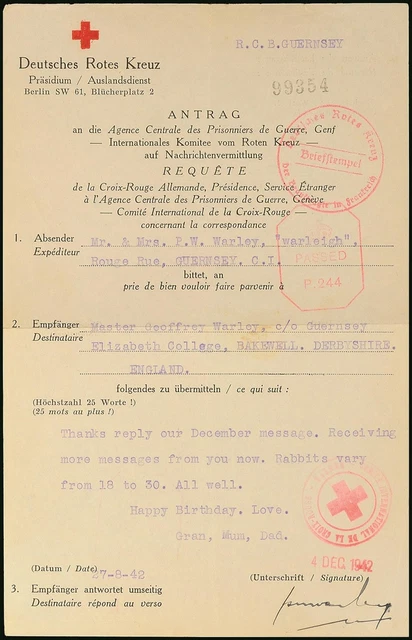 R.C.B.GUERNSEY
Deutsches Rotes Kreuz
Präsidium / Auslandsdienst
Berlin SW 61, Blücherplatz 2
99354
ANTRAG
an die Agence Centrale des Prisonniers de Guerre, Genf
— Internationales Komitee vom Roten Kreuz —
auf Nachrichtenvermittlung
REQUÊTE
de la Croix-Rouge Allemande, Présidence, Service Étranger
à l'Agence Centrale des Prisonniers de Guerre, Genève
— Comité International de la Croix-Rouge —
concernant la correspondance
Rotes Kreuz
Briefstempel
in Frankreich
PASSED
P.244
1. Absender Mr. & Mrs. P.W. Warley, "Warleigh",
Expéditeur Rouge Rue, GUERNSEY. C.I.
bittet, an
prie de bien vouloir faire parvenir à
2. Empfänger Master Geoffrey Warley, c/o Guernsey
Destinataire Elizabeth College, BAKEWELL. DERBYSHIRE.
ENGLAND.
folgendes zu übermitteln / ce qui suit :
(Höchstzahl 25 Worte !)
(25 mots au plus !)
Thanks reply our December message. Receiving
more messages from you now. Rabbits vary
from 18 to 30. All well.
Happy Birthday. Love.
Gran, Mum, Dad.
4 DEC. 1942
(Datum / Date) 27-8-42
(Unterschrift / Signature)
3. Empfänger antwortet umseitig
Destinataire répond au verso